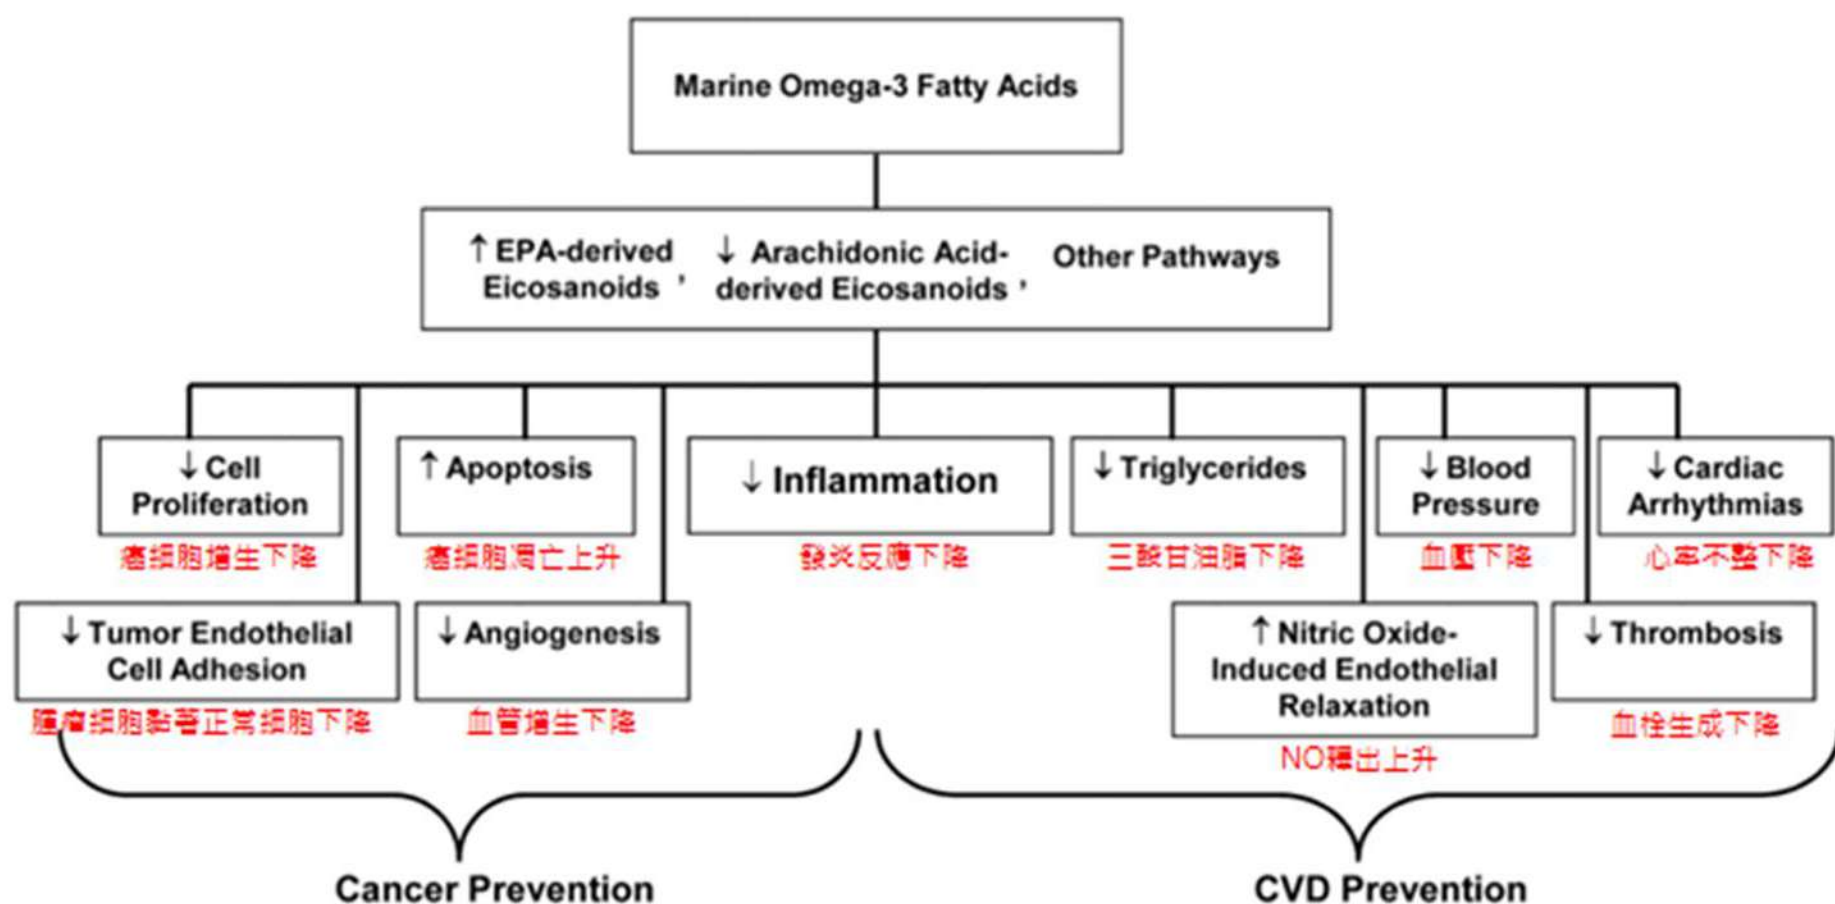 Marine Omega-3 Fatty Acids
↑ EPA-derived Eicosanoids ,
↓ Arachidonic Acid-derived Eicosanoids ,
Other Pathways
↓ Cell
Proliferation
癌細胞增生下降
↑ Apoptosis
癌細胞凋亡上升
↓ Inflammation
發炎反應下降
↓ Triglycerides
三酸甘油脂下降
↓ Blood
Pressure
血壓下降
↓ Cardiac
Arrhythmias
心率不整下降
↓ Tumor Endothelial
Cell Adhesion
腫瘤細胞黏著正常細胞下降
↓ Angiogenesis
血管增生下降
↑ Nitric Oxide-
Induced Endothelial
Relaxation
NO釋出上升
↓ Thrombosis
血栓生成下降
Cancer Prevention
CVD Prevention